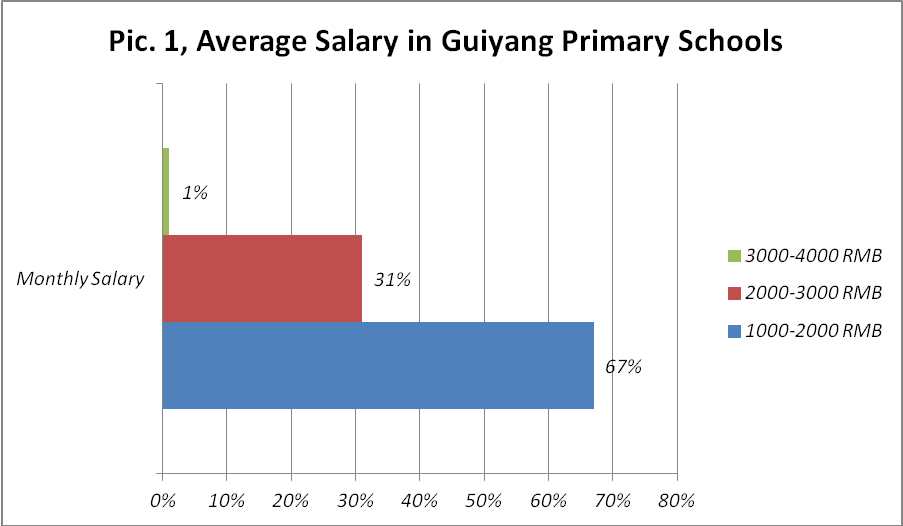 Pic. 1, Average Salary in Guiyang Primary Schools
1%
Monthly Salary
31%
67%
3000-4000 RMB
2000-3000 RMB
1000-2000 RMB
0% 10% 20% 30% 40% 50% 60% 70% 80%